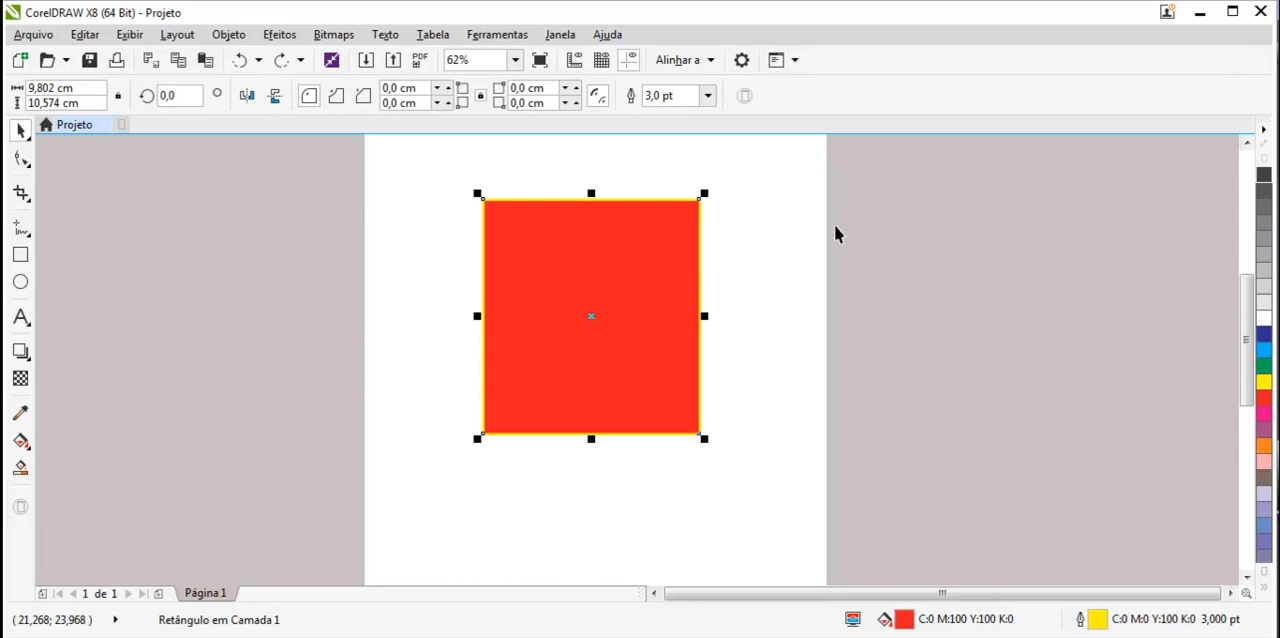 CorelDRAW X8 (64 Bit) - Projeto
Arquivo Editar Exibir Layout Objeto Efeitos Bitmaps Texto Tabela Ferramentas Janela Ajuda
PDF 62% Alinhar a
9,802 cm 0,0 cm 0,0 cm
0,0 3,0 pt
10,574 cm 0,0 cm 0,0 cm
Projeto
1 de 1 Página 1
( 21,268; 23,968 ) Retângulo em Camada 1 C:0 M:100 Y:100 K:0 C:0 M:0 Y:100 K:0 3,000 pt